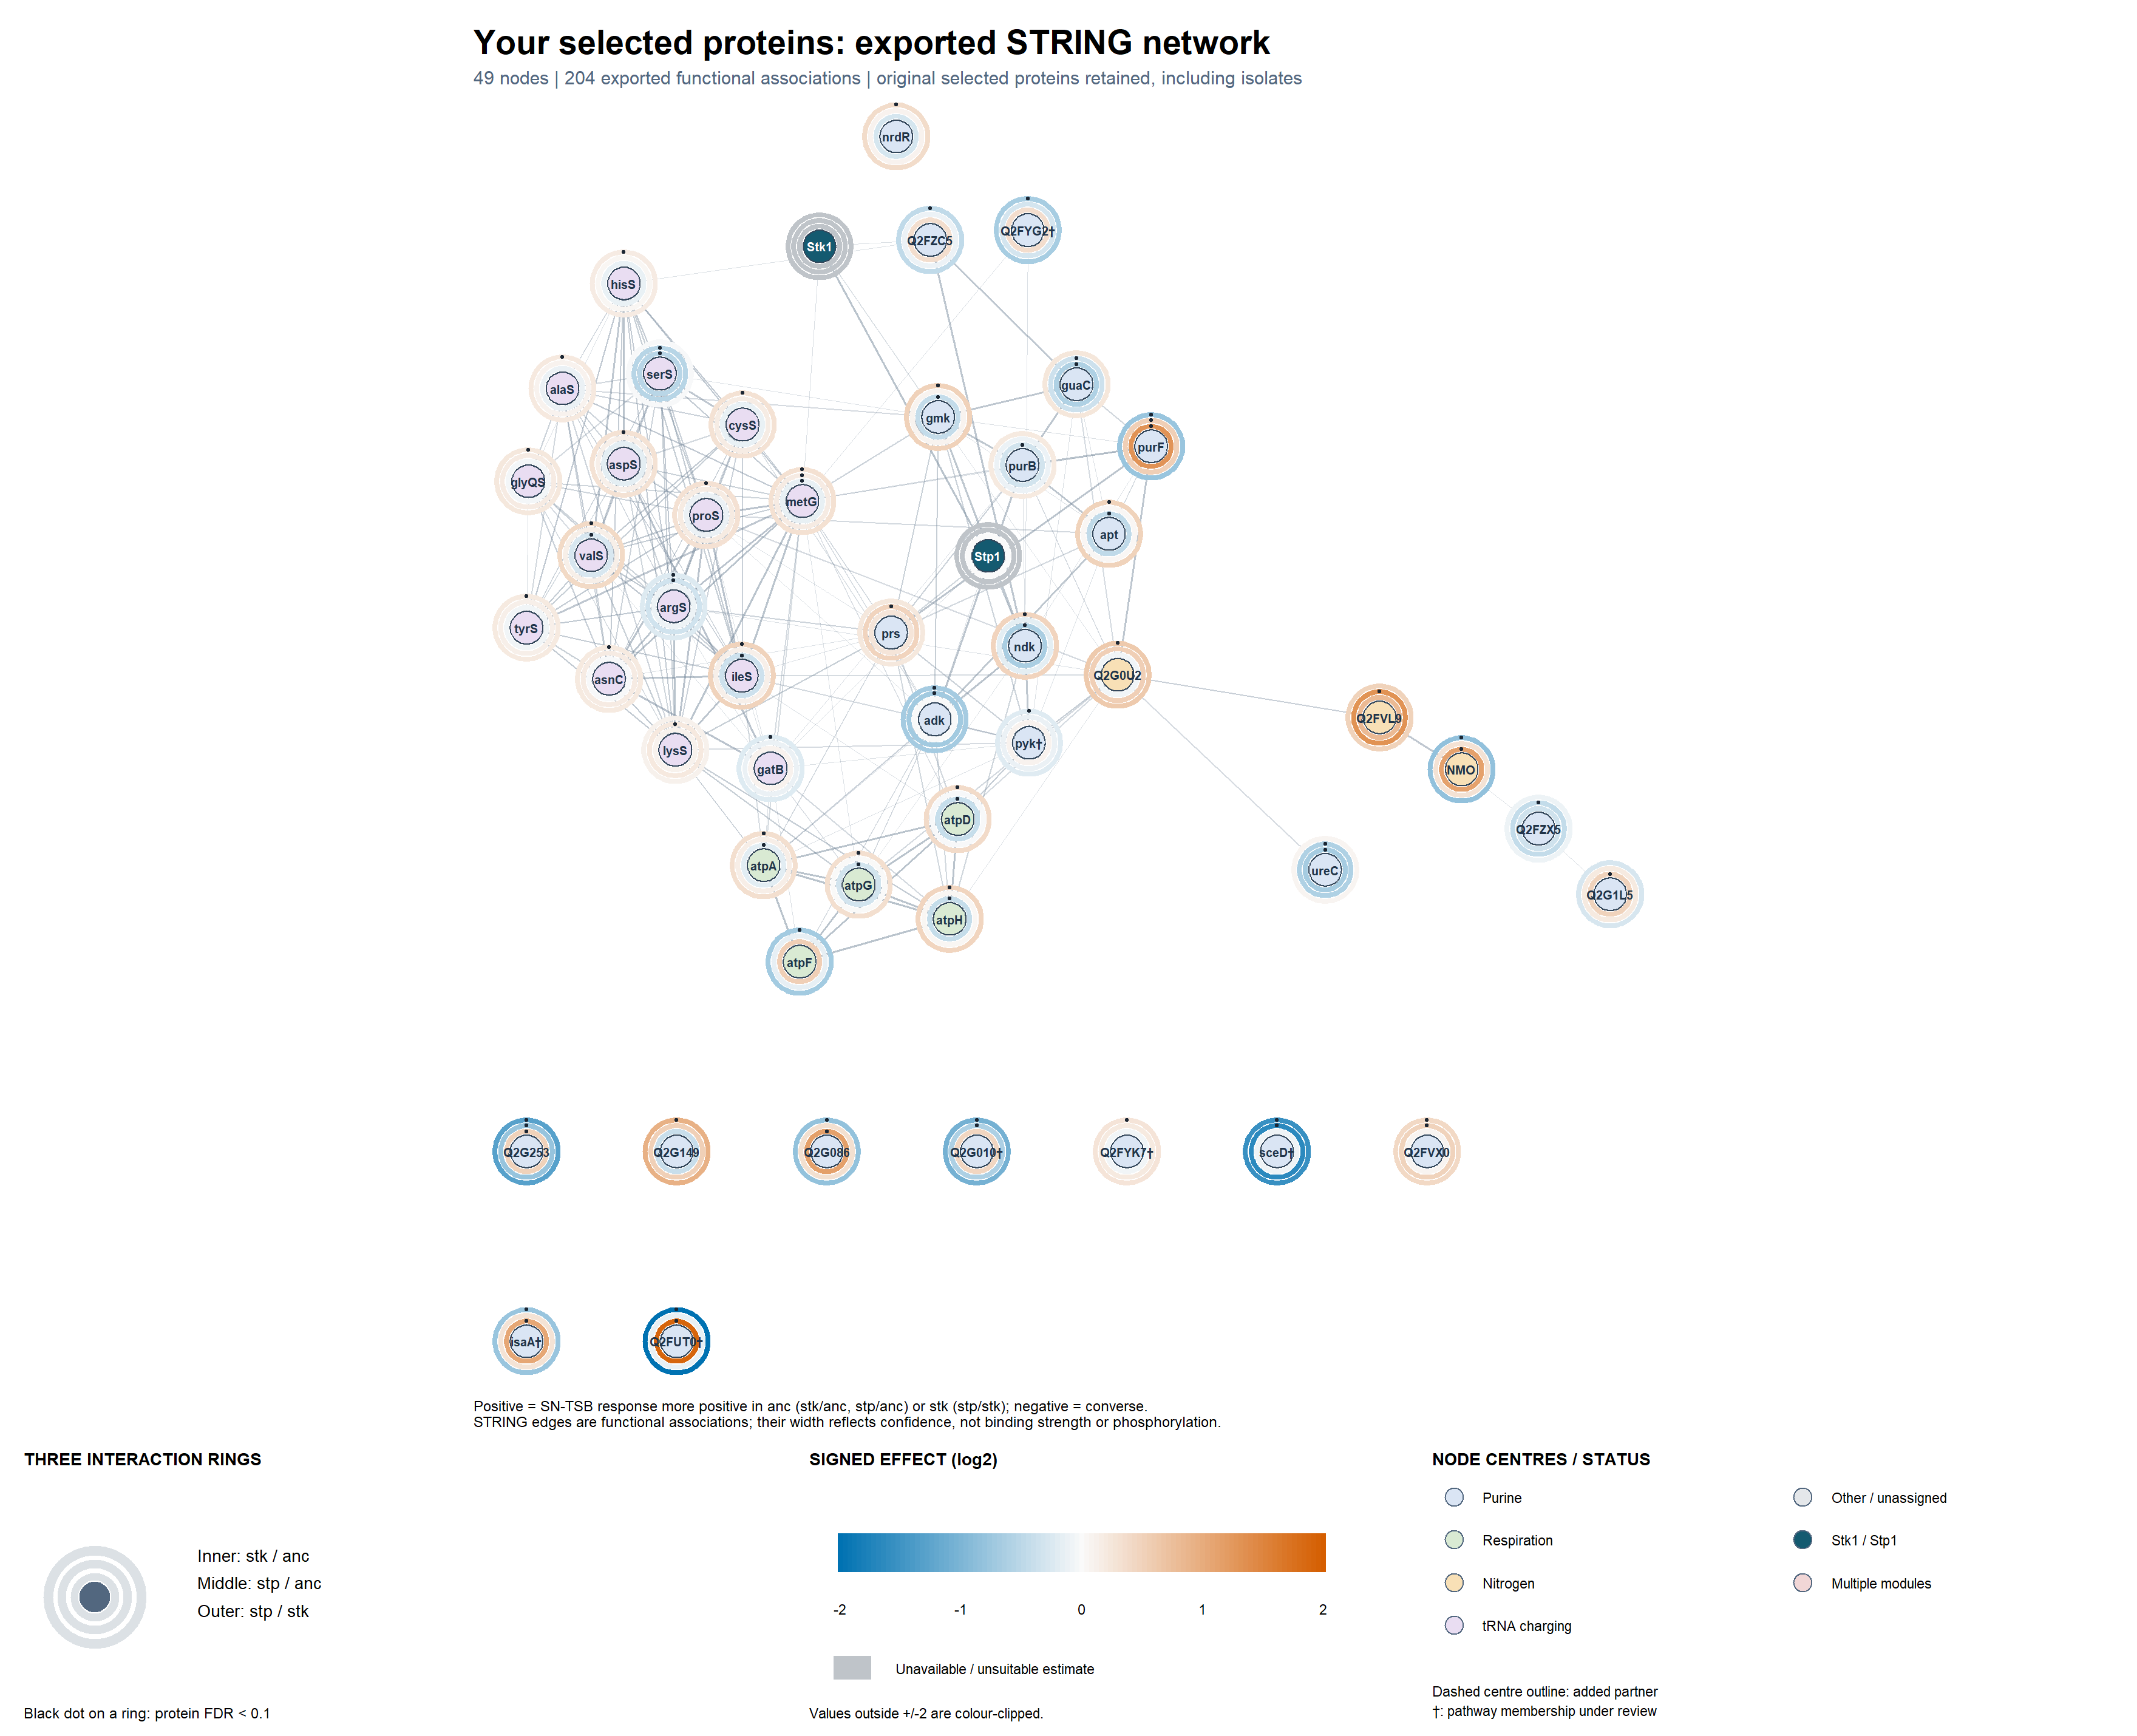 Your selected proteins: exported STRING network
49 nodes | 204 exported functional associations | original selected proteins retained, including isolates
nrdR
Stk1
Q2FZC5
Q2FYG2†
hisS
alaS
serS
guaC
gmk
cysS
purF
aspS
purB
glyQS
metG
proS
apt
valS
Stp1
argS
tyrS
prs
ndk
asnC
ileS
Q2G0U2
adk
Q2FVL9
pyk†
lysS
gatB
NMO
atpD
Q2FZX5
atpA
ureC
atpG
Q2G1L5
atpH
atpF
Q2G253
Q2G149
Q2G086
Q2G010†
Q2FYK7†
sceD†
Q2FVX0
isaA†
Q2FUT0†
Positive = SN-TSB response more positive in anc (stk/anc, stp/anc) or stk (stp/stk); negative = converse.
STRING edges are functional associations; their width reflects confidence, not binding strength or phosphorylation.
THREE INTERACTION RINGS
Inner: stk / anc
Middle: stp / anc
Outer: stp / stk
Black dot on a ring: protein FDR < 0.1
SIGNED EFFECT (log2)
-2 -1 0 1 2
Unavailable / unsuitable estimate
Values outside +/-2 are colour-clipped.
NODE CENTRES / STATUS
Purine
Other / unassigned
Respiration
Stk1 / Stp1
Nitrogen
Multiple modules
tRNA charging
Dashed centre outline: added partner
†: pathway membership under review